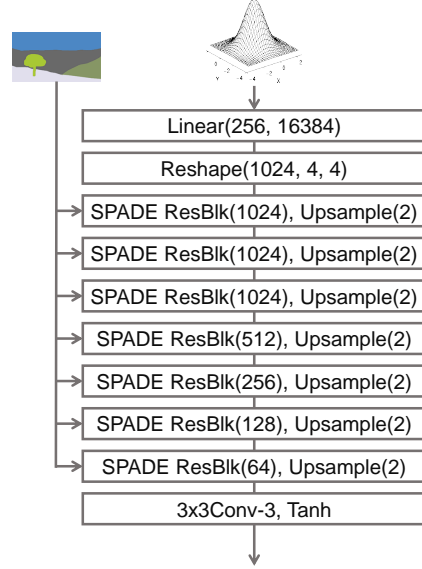 Linear(256, 16384)
Reshape(1024, 4, 4)
SPADE ResBlk(1024), Upsample(2)
SPADE ResBlk(1024), Upsample(2)
SPADE ResBlk(1024), Upsample(2)
SPADE ResBlk(512), Upsample(2)
SPADE ResBlk(256), Upsample(2)
SPADE ResBlk(128), Upsample(2)
SPADE ResBlk(64), Upsample(2)
3x3Conv-3, Tanh